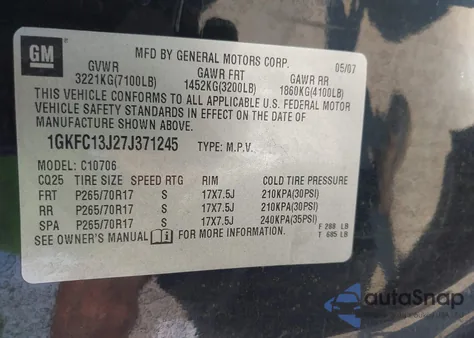 GM
MFD BY GENERAL MOTORS CORP.
05/07
GVWR GAWR FRT GAWR RR
3221KG(7100LB) 1452KG(3200LB) 1860KG(4100LB)
THIS VEHICLE CONFORMS TO ALL APPLICABLE U.S. FEDERAL MOTOR
VEHICLE SAFETY STANDARDS IN EFFECT ON THE DATE OF
MANUFACTURE SHOWN ABOVE.
1GKFC13J27J371245 TYPE: M.P.V.
MODEL: C10706
CQ25 TIRE SIZE SPEED RTG RIM COLD TIRE PRESSURE
FRT P265/70R17 S 17X7.5J 210KPA(30PSI)
RR P265/70R17 S 17X7.5J 210KPA(30PSI)
SPA P265/70R17 S 17X7.5J 240KPA(35PSI)
SEE OWNER'S MANUAL i FOR MORE INFORMATION.
F 288 LB
T 685 LB
autoSnap